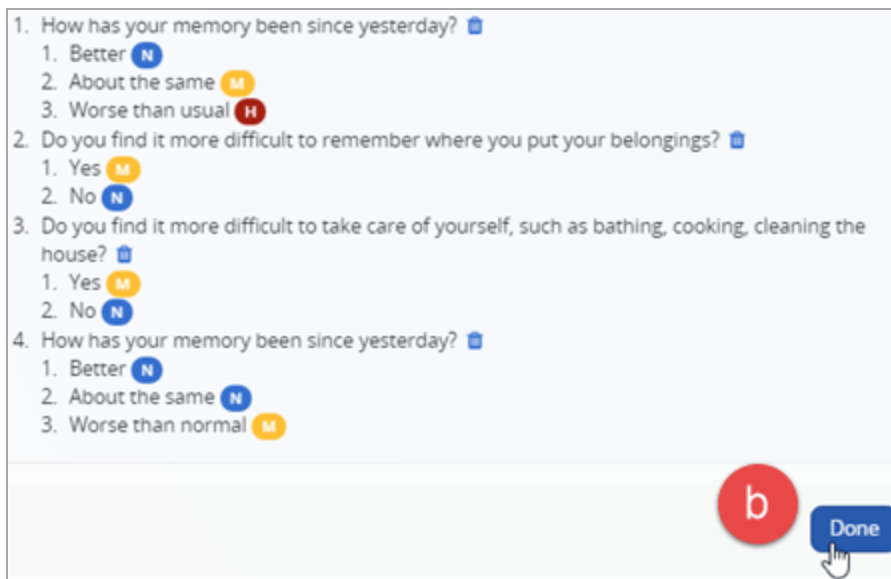 1. How has your memory been since yesterday?
1. Better N
2. About the same M
3. Worse than usual H
2. Do you find it more difficult to remember where you put your belongings?
1. Yes M
2. No N
3. Do you find it more difficult to take care of yourself, such as bathing, cooking, cleaning the
house?
1. Yes M
2. No N
4. How has your memory been since yesterday?
1. Better N
2. About the same N
3. Worse than normal M
b
Done